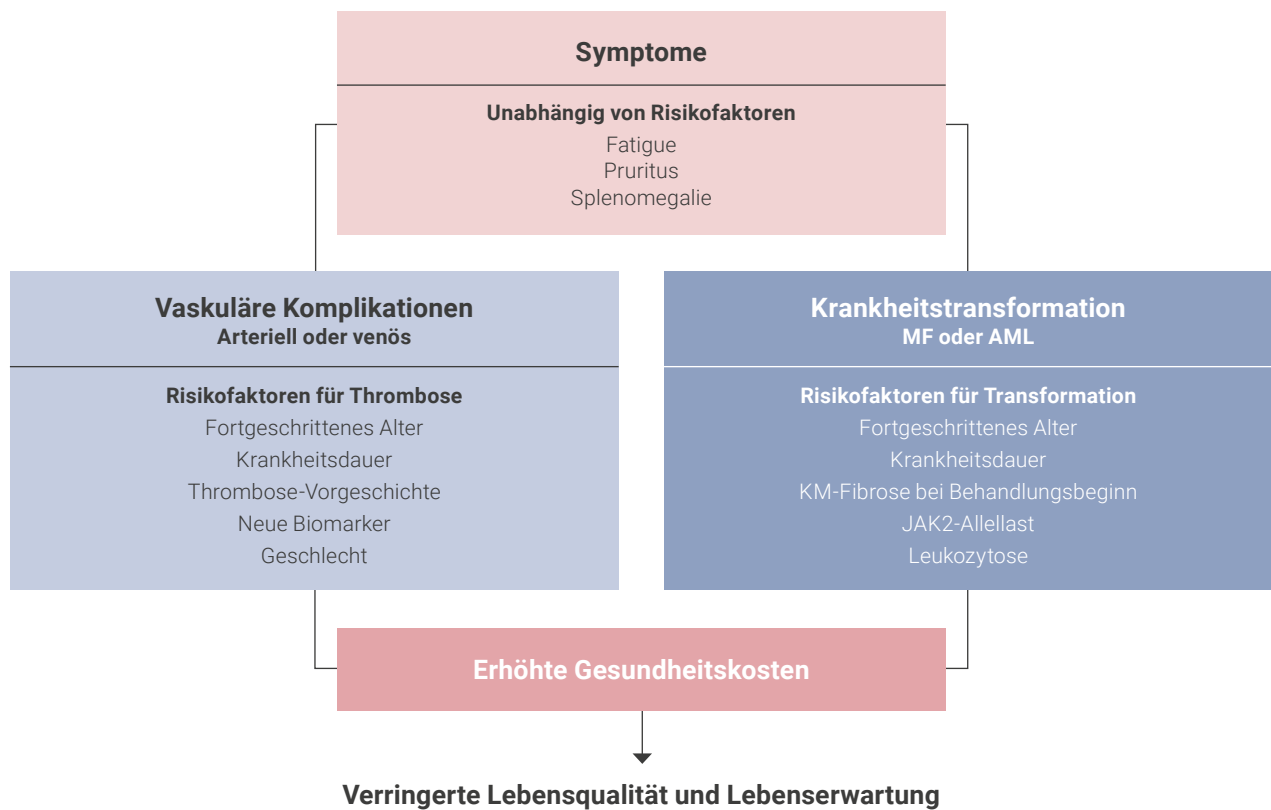 Symptome
Unabhängig von Risikofaktoren
Fatigue
Pruritus
Splenomegalie
Vaskuläre Komplikationen
Arteriell oder venös
Risikofaktoren für Thrombose
Fortgeschrittenes Alter
Krankheitsdauer
Thrombose-Vorgeschichte
Neue Biomarker
Geschlecht
Krankheitstransformation
MF oder AML
Risikofaktoren für Transformation
Fortgeschrittenes Alter
Krankheitsdauer
KM-Fibrose bei Behandlungsbeginn
JAK2-Allellast
Leukozytose
Erhöhte Gesundheitskosten
Verringerte Lebensqualität und Lebenserwartung